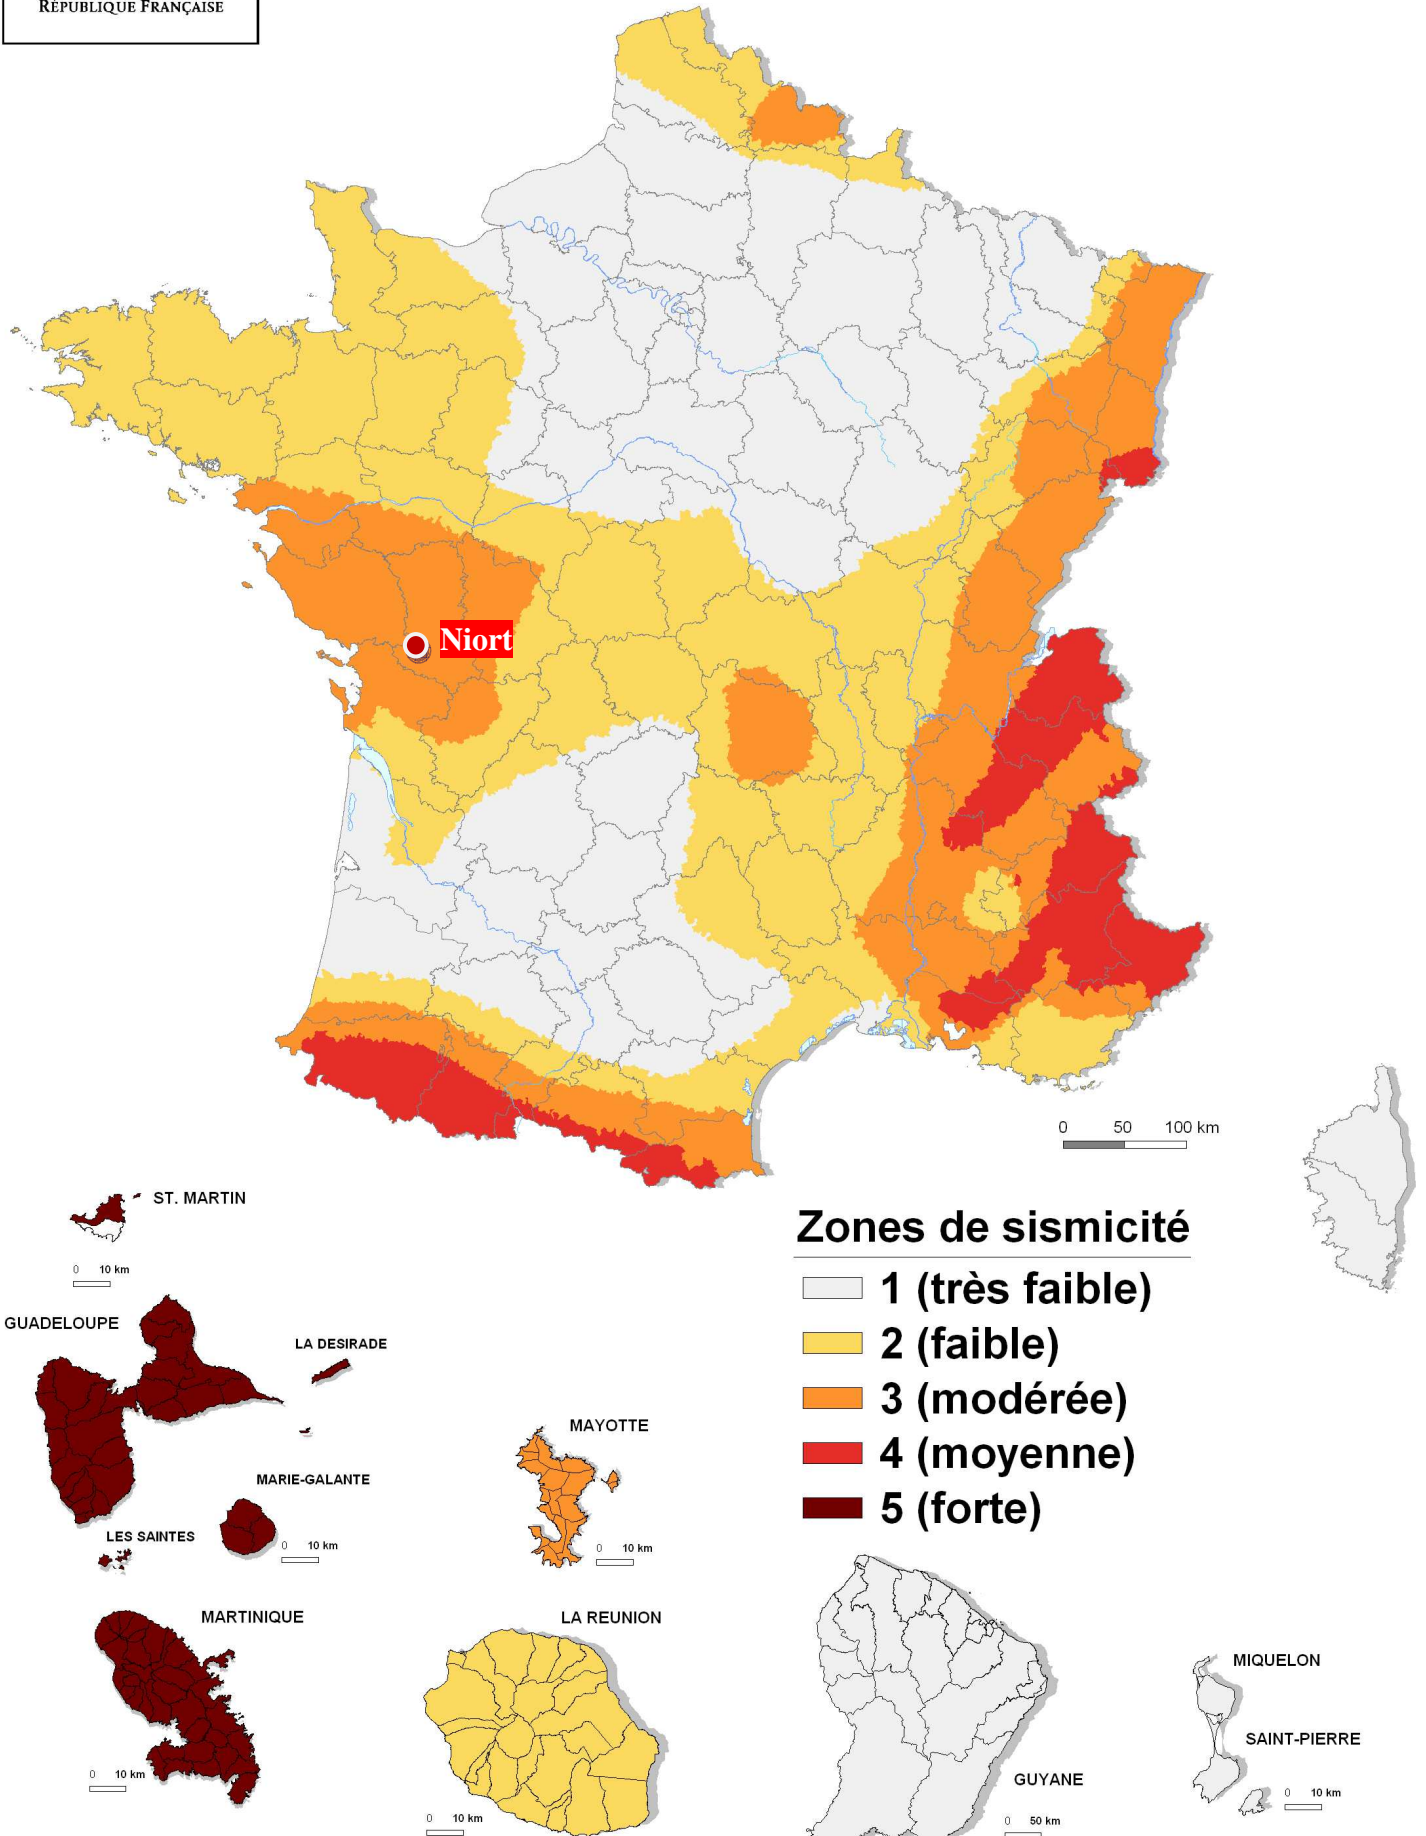 RÉPUBLIQUE FRANÇAISE
Niort
0 50 100 km
ST. MARTIN
0 10 km
Zones de sismicité
1 (très faible)
GUADELOUPE
LA DESIRADE
2 (faible)
3 (modérée)
MAYOTTE
4 (moyenne)
MARIE-GALANTE
5 (forte)
LES SAINTES
0 10 km
0 10 km
MARTINIQUE
LA REUNION
MIQUELON
SAINT-PIERRE
0 10 km
GUYANE
0 10 km
0 10 km
0 50 km